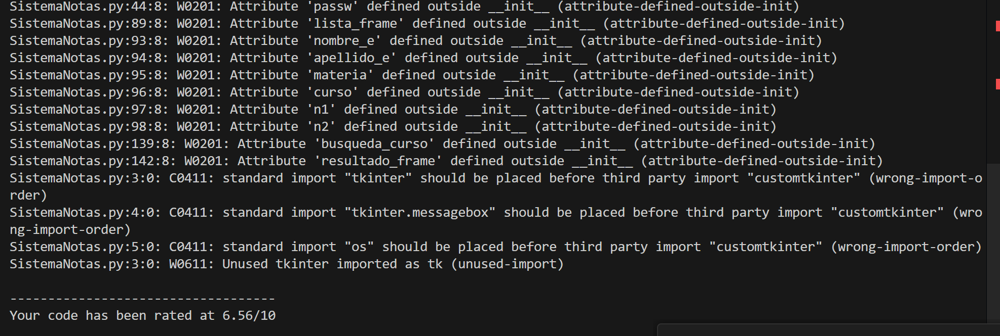 SistemaNotas.py:44:8: W0201: Attribute 'passw' defined outside __init__ (attribute-defined-outside-init)
SistemaNotas.py:89:8: W0201: Attribute 'lista_frame' defined outside __init__ (attribute-defined-outside-init)
SistemaNotas.py:93:8: W0201: Attribute 'nombre_e' defined outside __init__ (attribute-defined-outside-init)
SistemaNotas.py:94:8: W0201: Attribute 'apellido_e' defined outside __init__ (attribute-defined-outside-init)
SistemaNotas.py:95:8: W0201: Attribute 'materia' defined outside __init__ (attribute-defined-outside-init)
SistemaNotas.py:96:8: W0201: Attribute 'curso' defined outside __init__ (attribute-defined-outside-init)
SistemaNotas.py:97:8: W0201: Attribute 'n1' defined outside __init__ (attribute-defined-outside-init)
SistemaNotas.py:98:8: W0201: Attribute 'n2' defined outside __init__ (attribute-defined-outside-init)
SistemaNotas.py:139:8: W0201: Attribute 'busqueda_curso' defined outside __init__ (attribute-defined-outside-init)
SistemaNotas.py:142:8: W0201: Attribute 'resultado_frame' defined outside __init__ (attribute-defined-outside-init)
SistemaNotas.py:3:0: C0411: standard import "tkinter" should be placed before third party import "customtkinter" (wrong-import-o
rder)
SistemaNotas.py:4:0: C0411: standard import "tkinter.messagebox" should be placed before third party import "customtkinter" (wro
ng-import-order)
SistemaNotas.py:5:0: C0411: standard import "os" should be placed before third party import "customtkinter" (wrong-import-order)
SistemaNotas.py:3:0: W0611: Unused tkinter imported as tk (unused-import)
-----------------------------------
Your code has been rated at 6.56/10